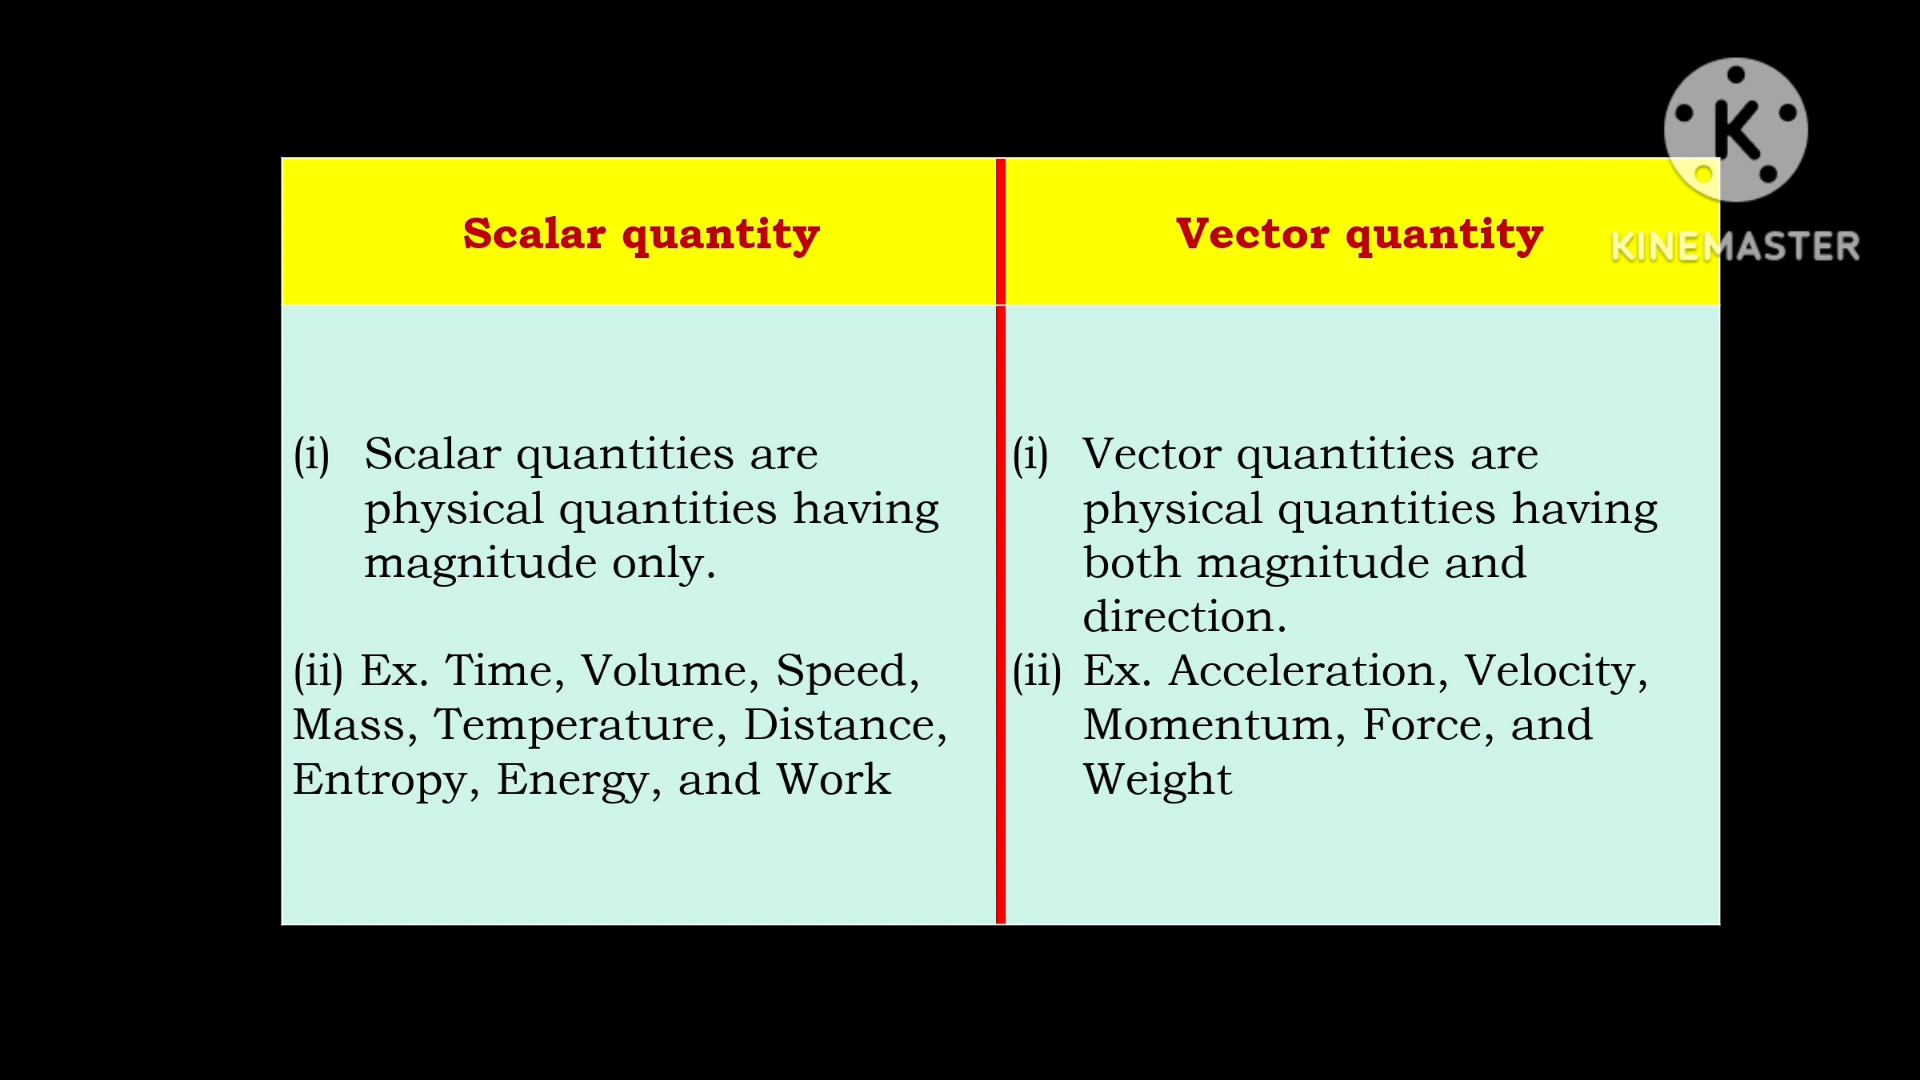 Scalar quantity
Vector quantity
K
KINEMASTER
(i) Scalar quantities are
physical quantities having
magnitude only.
(ii) Ex. Time, Volume, Speed,
Mass, Temperature, Distance,
Entropy, Energy, and Work
(i) Vector quantities are
physical quantities having
both magnitude and
direction.
(ii) Ex. Acceleration, Velocity,
Momentum, Force, and
Weight